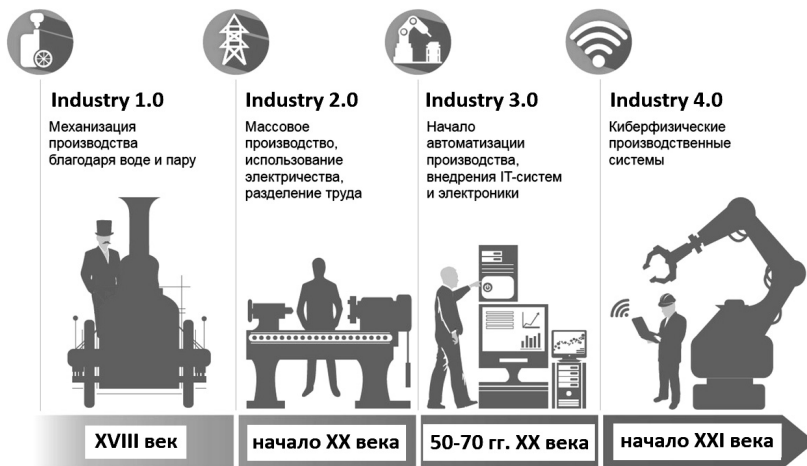 Industry 1.0
Механизация
производства
благодаря воде и пару
Industry 2.0
Массовое
производство,
использование
электричества,
разделение труда
Industry 3.0
Начало
автоматизации
производства,
внедрения IT-систем
и электроники
Industry 4.0
Киберфизические
производственные
системы
XVIII век
начало XX века
50-70 гг. XX века
начало XXI века